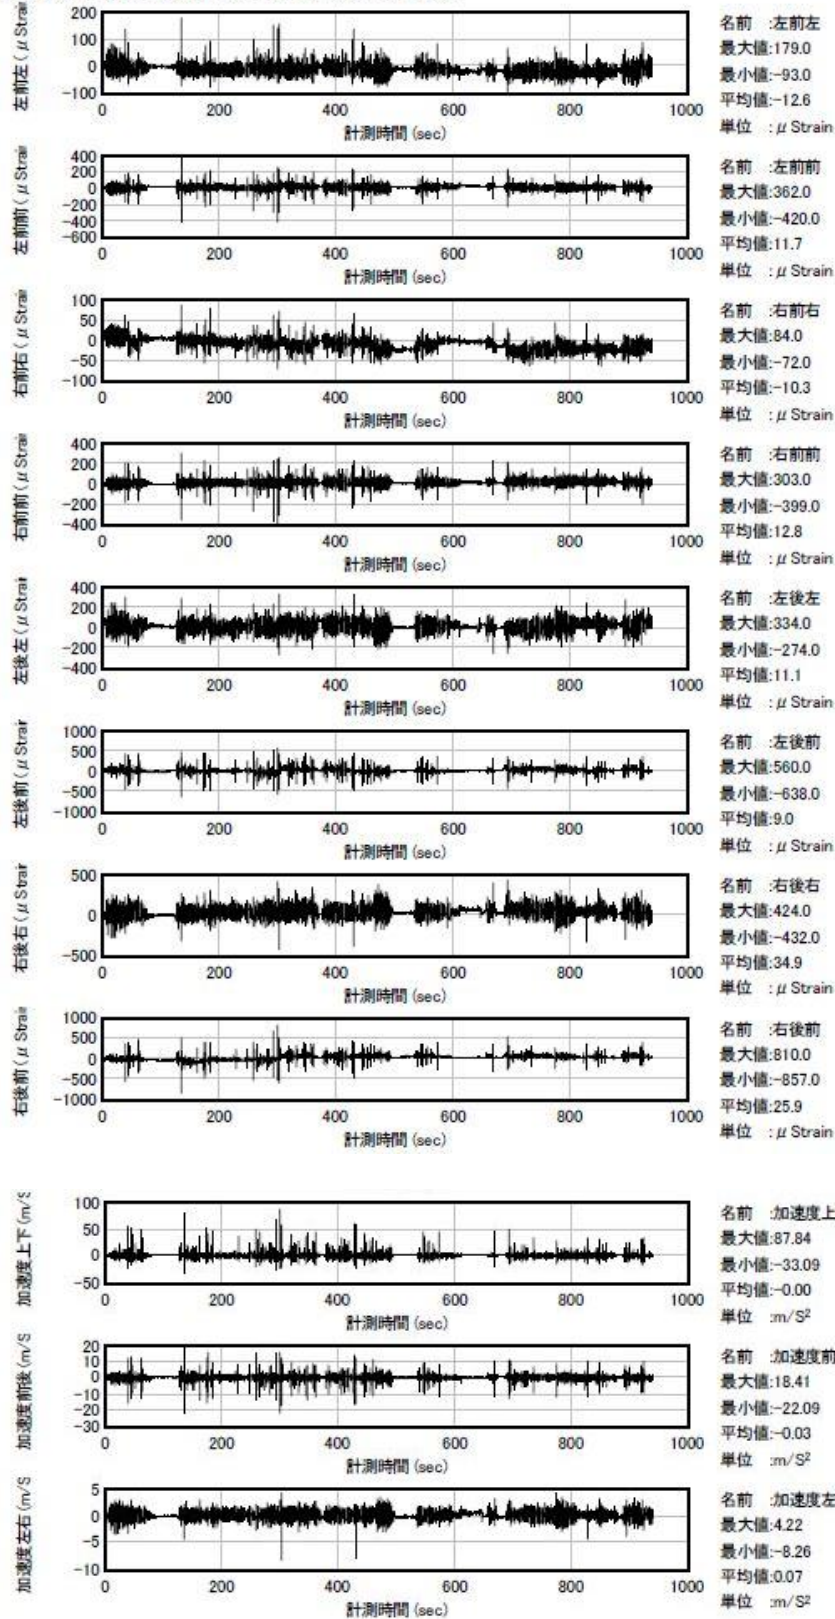 左前左(μStrain
200
100
0
-100
0 200 400 600 800 1000
計測時間(sec)
名前 :左前左
最大値:179.0
最小値:-93.0
平均値:-12.6
単位 :μStrain
左前前(μStrain
400
200
0
-200
-400
-600
0 200 400 600 800 1000
計測時間(sec)
名前 :左前前
最大値:362.0
最小値:-420.0
平均値:11.7
単位 :μStrain
右前右(μStrain
100
50
0
-50
-100
0 200 400 600 800 1000
計測時間(sec)
名前 :右前右
最大値:84.0
最小値:-72.0
平均値:-10.3
単位 :μStrain
右前前(μStrain
400
200
0
-200
-400
0 200 400 600 800 1000
計測時間(sec)
名前 :右前前
最大値:303.0
最小値:-399.0
平均値:12.8
単位 :μStrain
左後左(μStrain
400
200
0
-200
-400
0 200 400 600 800 1000
計測時間(sec)
名前 :左後左
最大値:334.0
最小値:-274.0
平均値:11.1
単位 :μStrain
左後前(μStrain
1000
500
0
-500
-1000
0 200 400 600 800 1000
計測時間(sec)
名前 :左後前
最大値:560.0
最小値:-638.0
平均値:9.0
単位 :μStrain
右後右(μStrain
500
0
-500
0 200 400 600 800 1000
計測時間(sec)
名前 :右後右
最大値:424.0
最小値:-432.0
平均値:34.9
単位 :μStrain
右後前(μStrain
1000
500
0
-500
-1000
0 200 400 600 800 1000
計測時間(sec)
名前 :右後前
最大値:810.0
最小値:-857.0
平均値:25.9
単位 :μStrain
加速度上下(m/S
100
50
0
-50
0 200 400 600 800 1000
計測時間(sec)
名前 :加速度上
最大値:87.84
最小値:-33.09
平均値:-0.00
単位 :m/S²
加速度前後(m/S
20
10
0
-10
-20
-30
0 200 400 600 800 1000
計測時間(sec)
名前 :加速度前
最大値:18.41
最小値:-22.09
平均値:-0.03
単位 :m/S²
加速度左右(m/S
5
0
-5
-10
0 200 400 600 800 1000
計測時間(sec)
名前 :加速度左
最大値:4.22
最小値:-8.26
平均値:0.07
単位 :m/S²